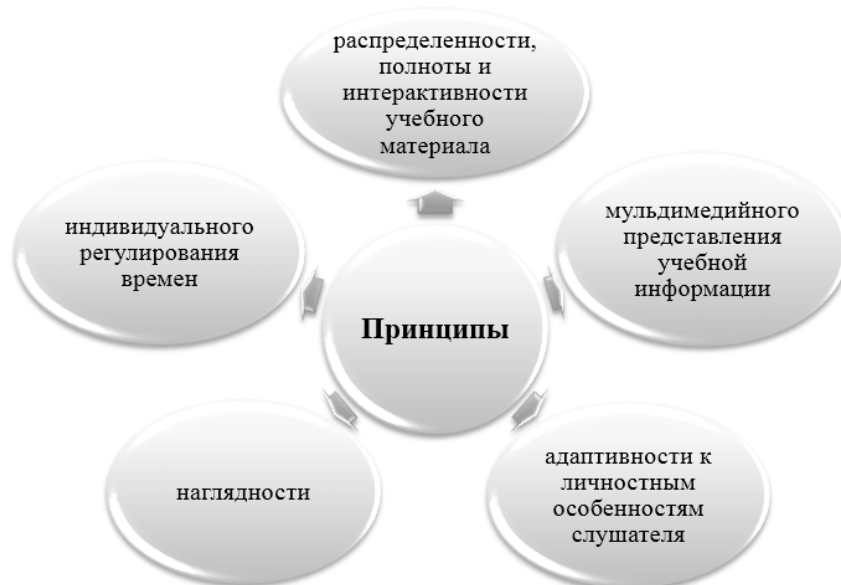 распределенности,
полноты и
интерактивности
учебного
материала
индивидуального
регулирования
времен
мульдимедийного
представления
учебной
информации
Принципы
наглядности
адаптивности к
личностным
особенностям
слушателя